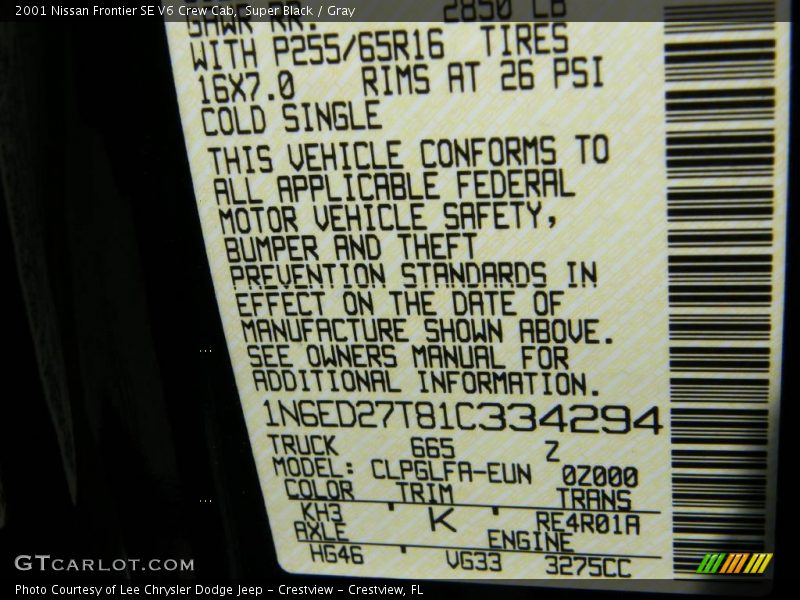 2001 Nissan Frontier SE V6 Crew Cab, Super Black / Gray
GAWR RR: 2850 LB
WITH P255/65R16 TIRES
16X7.0 RIMS AT 26 PSI
COLD SINGLE
THIS VEHICLE CONFORMS TO
ALL APPLICABLE FEDERAL
MOTOR VEHICLE SAFETY,
BUMPER AND THEFT
PREVENTION STANDARDS IN
EFFECT ON THE DATE OF
MANUFACTURE SHOWN ABOVE.
SEE OWNERS MANUAL FOR
ADDITIONAL INFORMATION.
1N6ED27T81C334294
TRUCK 665 Z
MODEL: CLPGLFA-EUN 0Z000
COLOR TRIM TRANS
KH3 K RE4R01A
AXLE ENGINE
HG46 VG33 3275CC
GTCARLOT.COM
Photo Courtesy of Lee Chrysler Dodge Jeep - Crestview - Crestview, FL